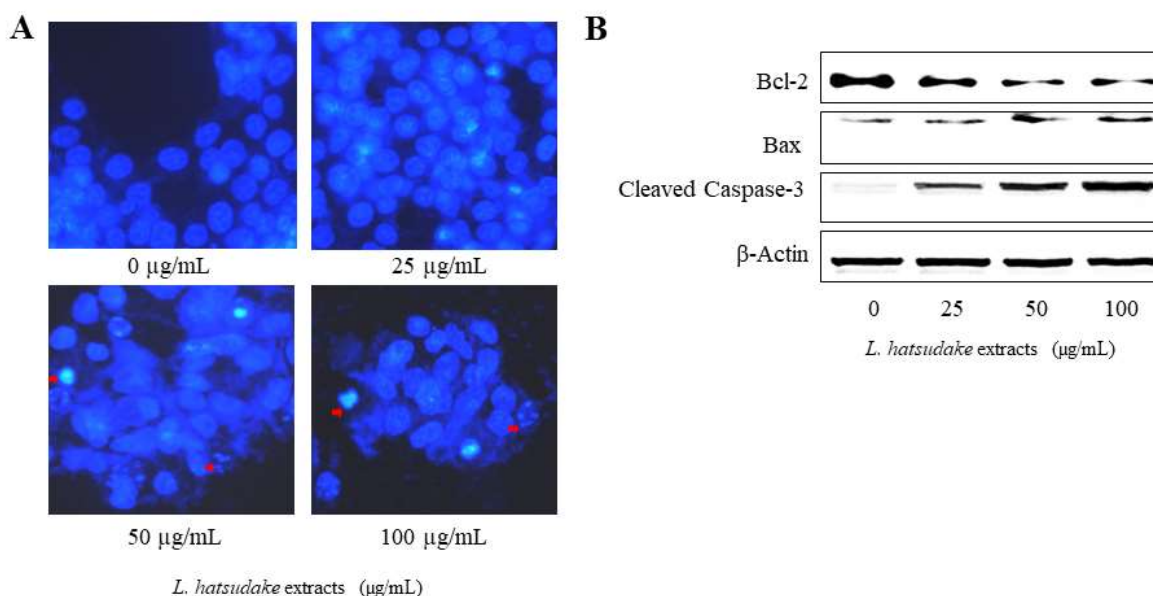 A
0 µg/mL
25 µg/mL
50 µg/mL
100 µg/mL
L. hatsudake extracts (µg/mL)
B
Bcl-2
Bax
Cleaved Caspase-3
β-Actin
0 25 50 100
L. hatsudake extracts (µg/mL)